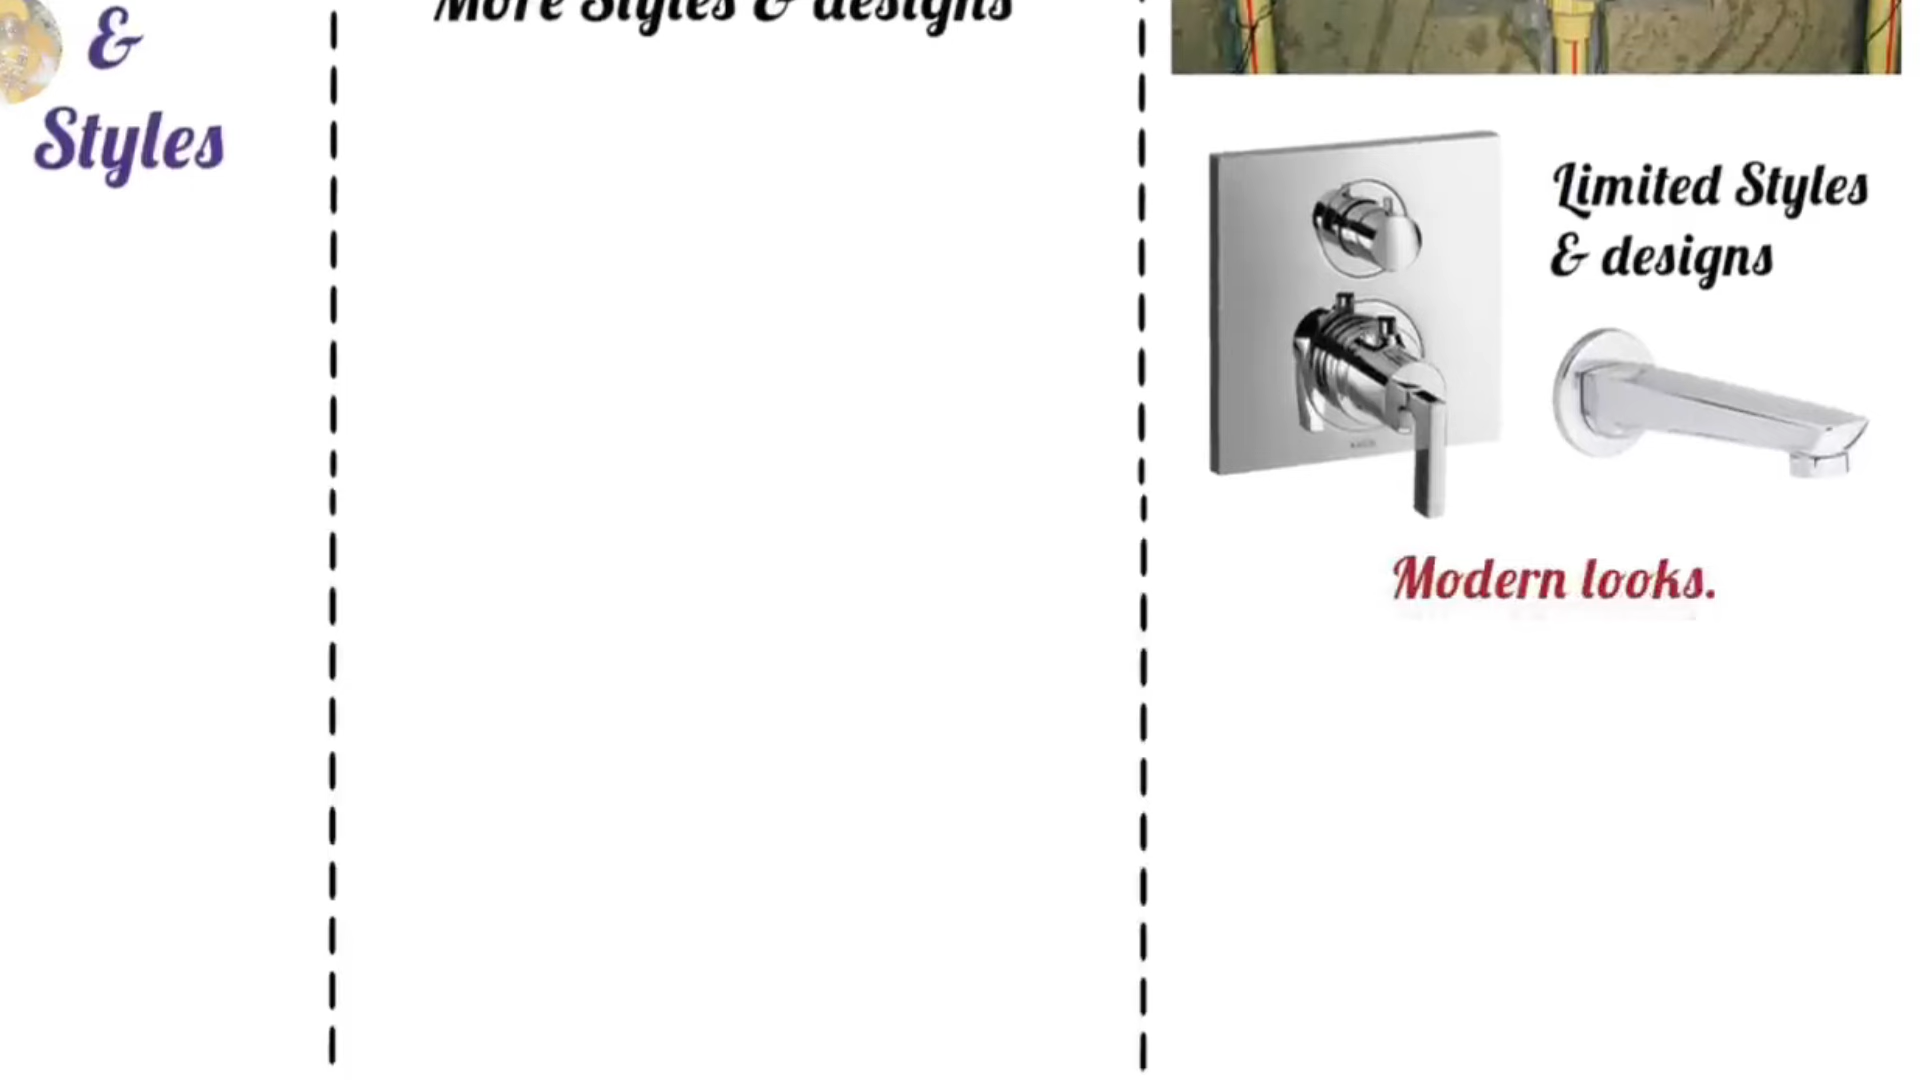 &
Styles
More Styles & designs
Limited Styles
& designs
Modern looks.